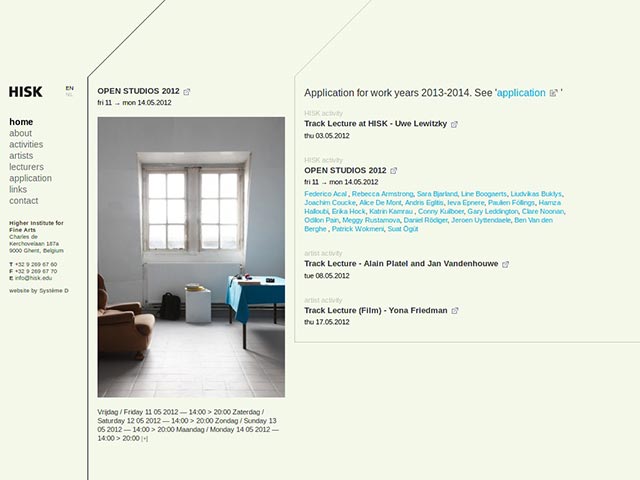 HISK
EN
NL
home
about
activities
artists
lecturers
application
links
contact
Higher Institute for
Fine Arts
Charles de
Kerchovelaan 187a
9000 Ghent, Belgium
T +32 9 269 67 60
F +32 9 269 67 70
E info@hisk.edu
website by Système D
OPEN STUDIOS 2012
fri 11 → mon 14.05.2012
Vrijdag / Friday 11 05 2012 — 14:00 > 20:00 Zaterdag /
Saturday 12 05 2012 — 14:00 > 20:00 Zondag / Sunday 13
05 2012 — 14:00 > 20:00 Maandag / Monday 14 05 2012 —
14:00 > 20:00 [+]
Application for work years 2013-2014. See 'application '
HISK activity
Track Lecture at HISK - Uwe Lewitzky
thu 03.05.2012
HISK activity
OPEN STUDIOS 2012
fri 11 → mon 14.05.2012
Federico Acal , Rebecca Armstrong, Sara Bjarland, Line Boogaerts, Liudvikas Buklys,
Joachim Coucke, Alice De Mont, Andris Eglitis, Ieva Epnere, Paulien Föllings, Hamza
Halloubi, Erika Hock, Katrin Kamrau , Conny Kuilboer, Gary Leddington, Clare Noonan,
Odilon Pain, Meggy Rustamova, Daniel Rödiger, Jeroen Uyttendaele, Ben Van den
Berghe , Patrick Wokmeni, Suat Ögüt
artist activity
Track Lecture - Alain Platel and Jan Vandenhouwe
tue 08.05.2012
artist activity
Track Lecture (Film) - Yona Friedman
thu 17.05.2012